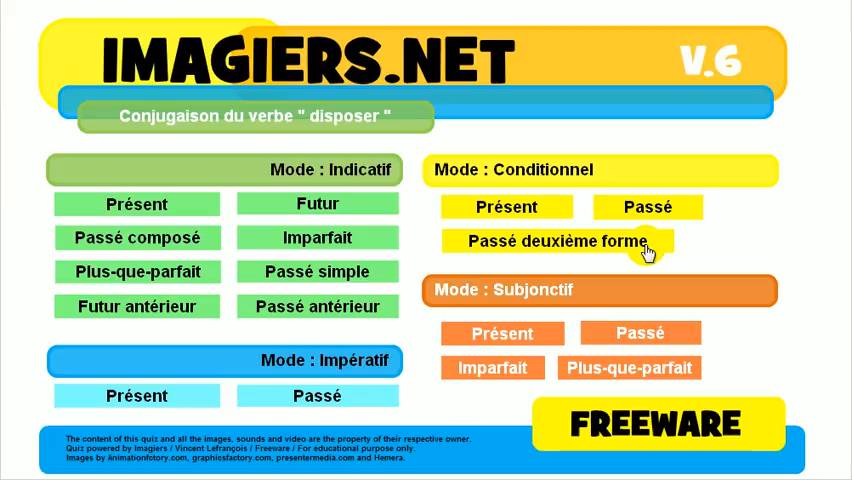 IMAGIERS.NET
V.6
Conjugaison du verbe " disposer "
Mode : Indicatif
Présent
Futur
Passé composé
Imparfait
Plus-que-parfait
Passé simple
Futur antérieur
Passé antérieur
Mode : Impératif
Présent
Passé
Mode : Conditionnel
Présent
Passé
Passé deuxième forme
Mode : Subjonctif
Présent
Passé
Imparfait
Plus-que-parfait
FREEWARE
The content of this quiz and all the images, sounds and video are the property of their respective owner.
Quiz powered by Imagiers / Vincent Lefrançois / Freeware / For educational purpose only.
Images by Animationfctory.com, graphicsfactory.com, presentermedia.com and Hemera.